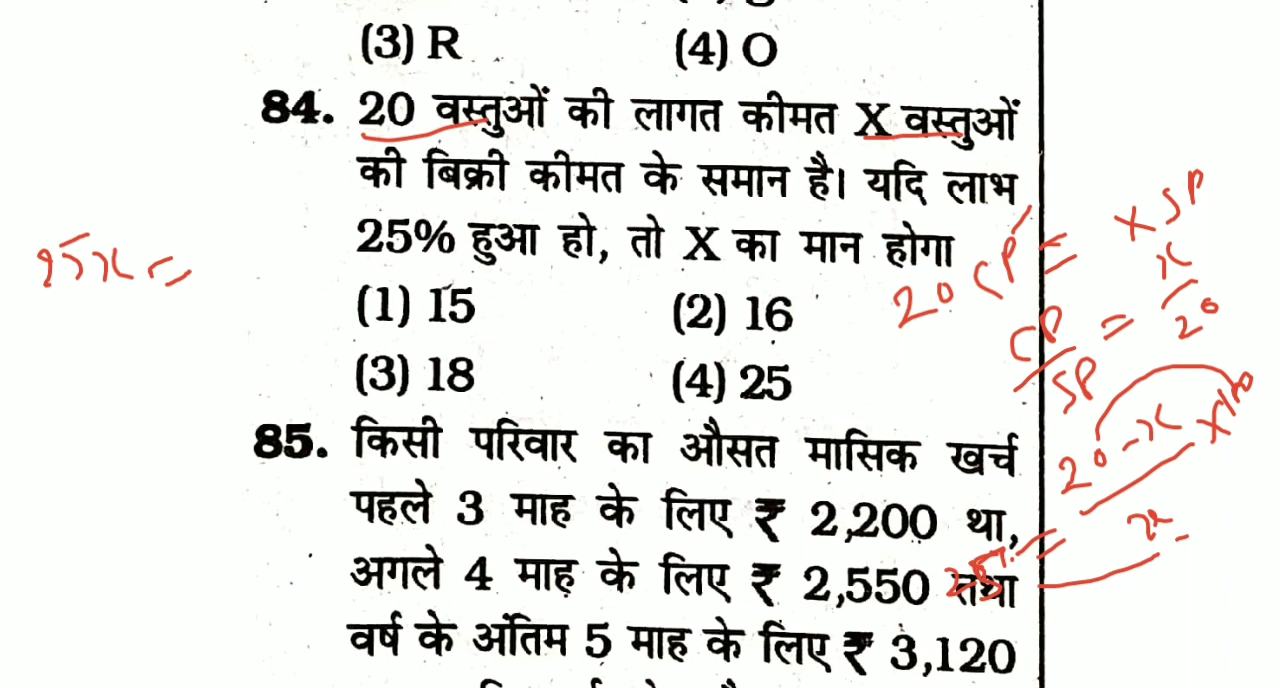 (3) R (4) O
84. 20 वस्तुओं की लागत कीमत X वस्तुओं
की बिक्री कीमत के समान है। यदि लाभ
25% हुआ हो, तो X का मान होगा
(1) 15 (2) 16
(3) 18 (4) 25
85. किसी परिवार का औसत मासिक खर्च
पहले 3 माह के लिए ₹ 2,200 था,
अगले 4 माह के लिए ₹ 2,550 तथा
वर्ष के अंतिम 5 माह के लिए ₹ 3,120
25x =
20 CP = x SP
CP/SP = x/20
20-x